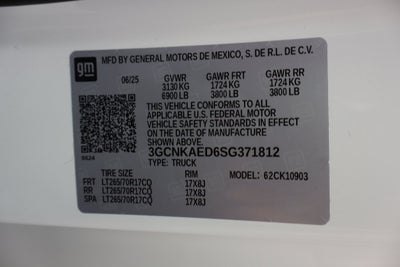 gm
MFD BY GENERAL MOTORS DE MEXICO, S. DE R.L. DE C.V.
06/25 GVWR GAWR FRT GAWR RR
3130 KG 1724 KG 1724 KG
6900 LB 3800 LB 3800 LB
THIS VEHICLE CONFORMS TO ALL
APPLICABLE U.S. FEDERAL MOTOR
VEHICLE SAFETY AND THEFT
PREVENTION STANDARDS IN EFFECT ON
THE DATE OF MANUFACTURE SHOWN ABOVE.
3GCNKAED6SG371812
TYPE: TRUCK
TIRE SIZE RIM MODEL: 62CK10903
FRT LT265/70R17CQ 17X8J
RR LT265/70R17CQ 17X8J
SPA LT265/70R17CQ 17X8J